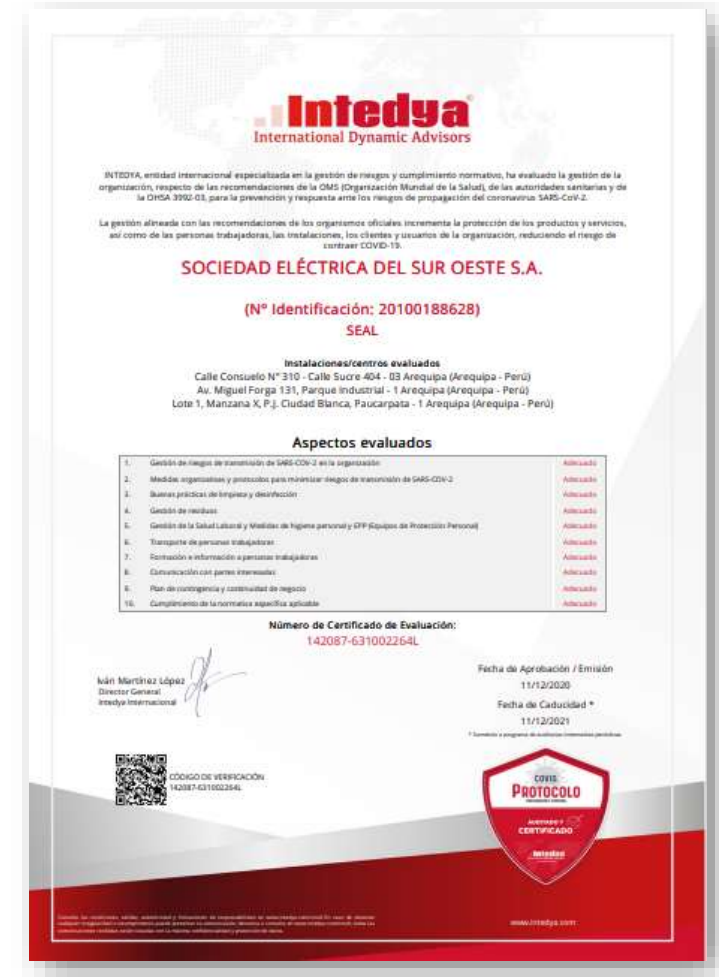 Intedya
International Dynamic Advisors
INTEDYA, entidad internacional especializada en la gestión de riesgos y cumplimiento normativo, ha evaluado la gestión de la
organización, respecto de las recomendaciones de la OMS (Organización Mundial de la Salud), de las autoridades sanitarias y de
la OHSA 3992-03, para la prevención y respuesta ante los riesgos de propagación del coronavirus SARS-CoV-2.
La gestión alineada con las recomendaciones de los organismos oficiales incrementa la protección de los productos y servicios,
así como de las personas trabajadoras, las instalaciones, los clientes y usuarios de la organización, reduciendo el riesgo de
contraer COVID-19.
SOCIEDAD ELÉCTRICA DEL SUR OESTE S.A.
(Nº Identificación: 20100188628)
SEAL
Instalaciones/centros evaluados
Calle Consuelo N° 310 - Calle Sucre 404 - 03 Arequipa (Arequipa - Perú)
Av. Miguel Forga 131, Parque Industrial - 1 Arequipa (Arequipa - Perú)
Lote 1, Manzana X, P.J. Ciudad Blanca, Paucarpata - 1 Arequipa (Arequipa - Perú)
Aspectos evaluados
1. Gestión de riesgos de transmisión de SARS-COV-2 en la organización Adecuado
2. Medidas organizativas y protocolos para minimizar riesgos de transmisión de SARS-COV-2 Adecuado
3. Buenas prácticas de limpieza y desinfección Adecuado
4. Gestión de residuos Adecuado
5. Gestión de la Salud Laboral y Medidas de higiene personal y EPP (Equipos de Protección Personal) Adecuado
6. Transporte de personas trabajadoras Adecuado
7. Formación e información a personas trabajadoras Adecuado
8. Comunicación con partes interesadas Adecuado
9. Plan de contingencia y continuidad de negocio Adecuado
10. Cumplimiento de la normativa específica aplicable Adecuado
Número de Certificado de Evaluación:
142087-631002264L
Iván Martínez López
Director General
Intedya Internacional
Fecha de Aprobación / Emisión
11/12/2020
Fecha de Caducidad *
11/12/2021
CÓDIGO DE VERIFICACIÓN
142087-631002264L
COVID
PROTOCOLO
AUDITADO Y
CERTIFICADO
Intedya
www.intedya.com